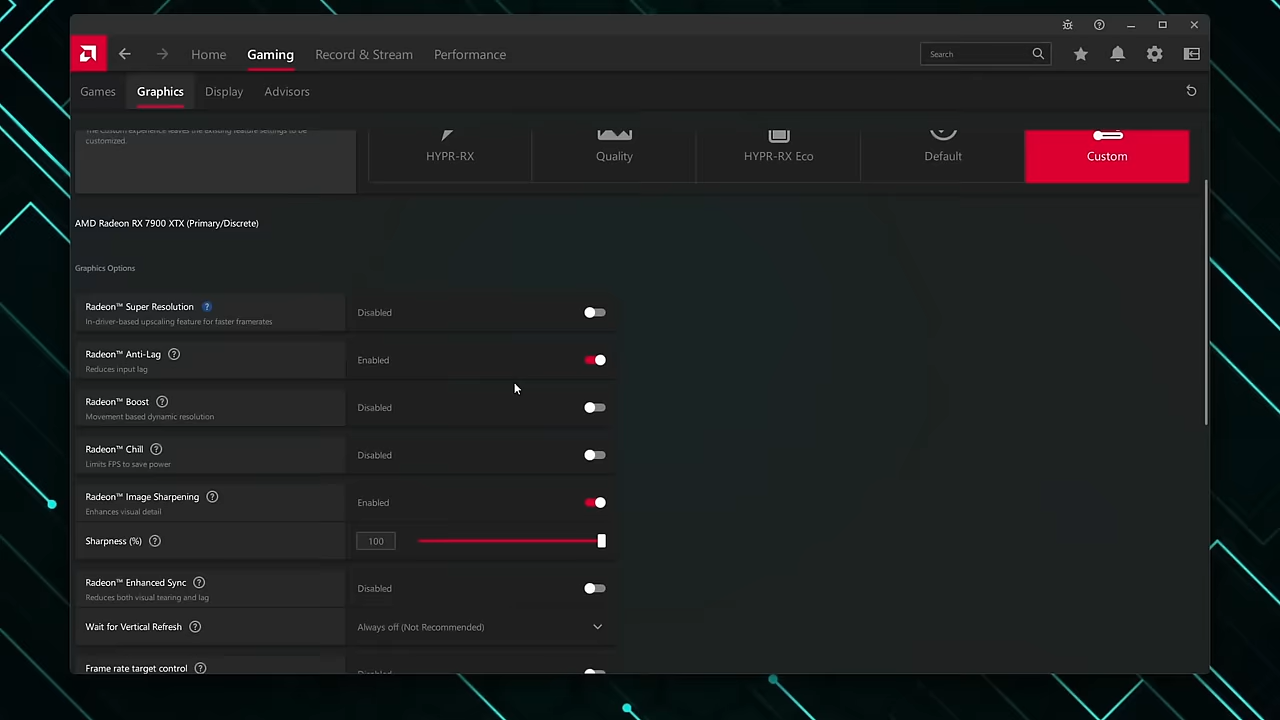 Home
Gaming
Record & Stream
Performance
Search
Games
Graphics
Display
Advisors
The Custom experience leaves the existing feature settings to be
customized.
HYPR-RX
Quality
HYPR-RX Eco
Default
Custom
AMD Radeon RX 7900 XTX (Primary/Discrete)
Graphics Options
Radeon™ Super Resolution ?
In-driver-based upscaling feature for faster framerates
Disabled
Radeon™ Anti-Lag ?
Reduces input lag
Enabled
Radeon™ Boost ?
Movement based dynamic resolution
Disabled
Radeon™ Chill ?
Limits FPS to save power
Disabled
Radeon™ Image Sharpening ?
Enhances visual detail
Enabled
Sharpness (%) ?
100
Radeon™ Enhanced Sync ?
Reduces both visual tearing and lag
Disabled
Wait for Vertical Refresh ?
Always off (Not Recommended)
Frame rate target control ?
Disabled